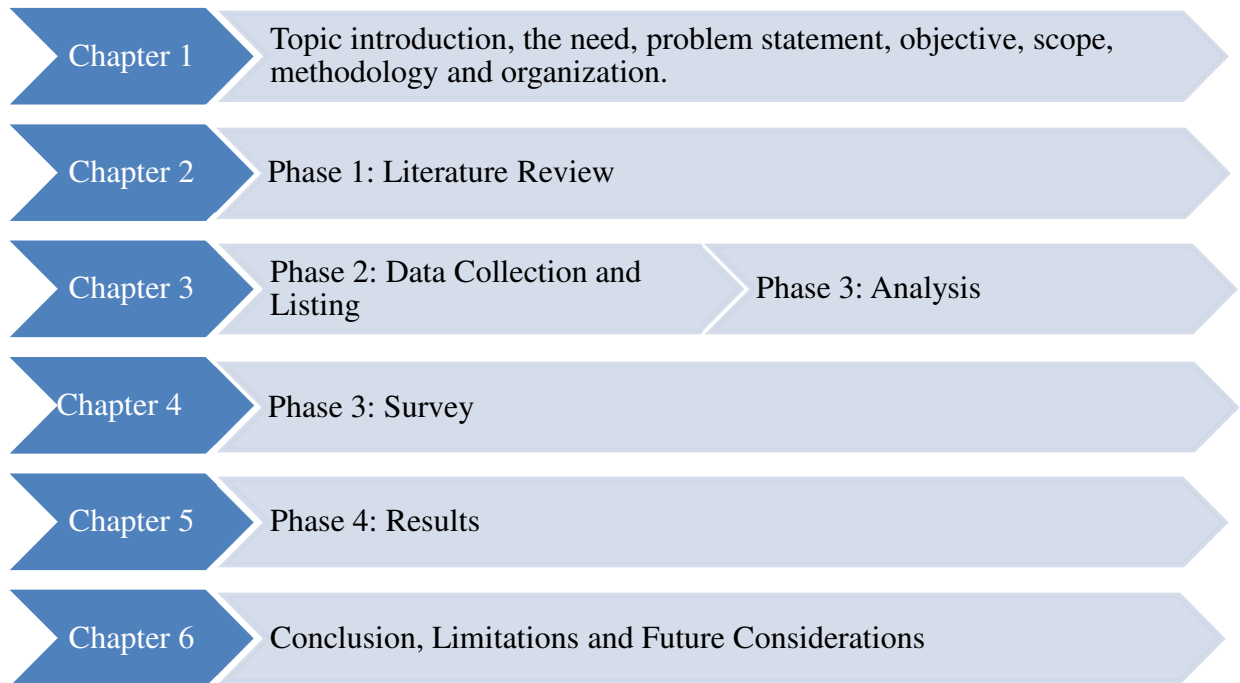 Chapter 1
Topic introduction, the need, problem statement, objective, scope,
methodology and organization.
Chapter 2
Phase 1: Literature Review
Chapter 3
Phase 2: Data Collection and
Listing
Phase 3: Analysis
Chapter 4
Phase 3: Survey
Chapter 5
Phase 4: Results
Chapter 6
Conclusion, Limitations and Future Considerations